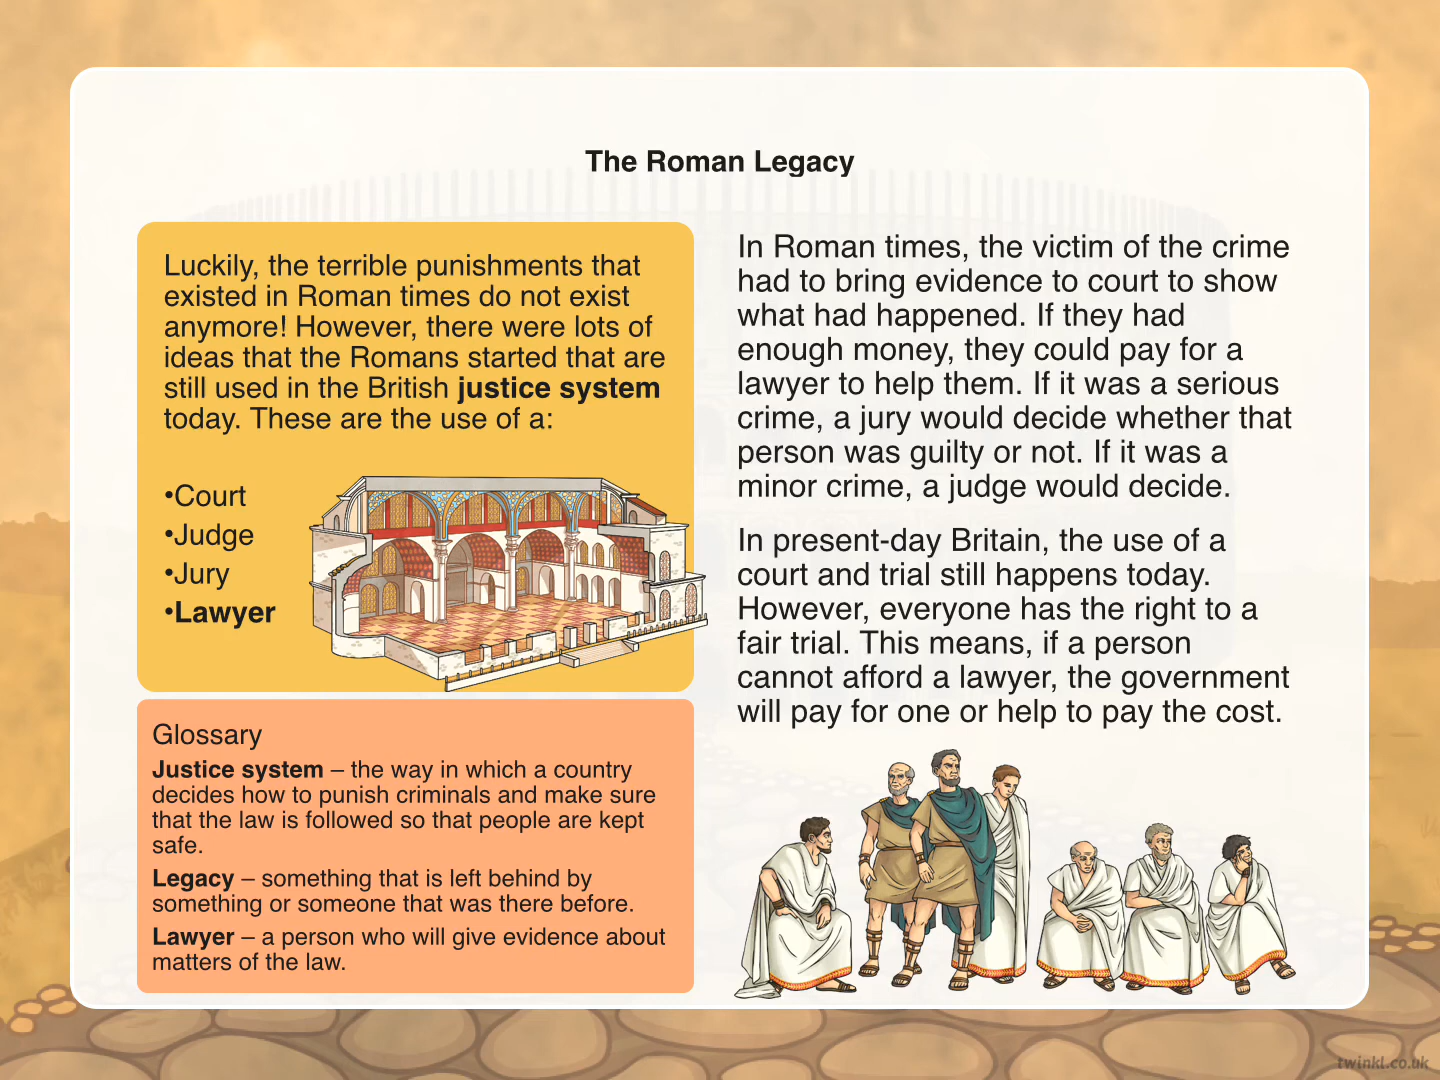 The Roman Legacy
Luckily, the terrible punishments that
existed in Roman times do not exist
anymore! However, there were lots of
ideas that the Romans started that are
still used in the British justice system
today. These are the use of a:
•Court
•Judge
•Jury
•Lawyer
Glossary
Justice system – the way in which a country
decides how to punish criminals and make sure
that the law is followed so that people are kept
safe.
Legacy – something that is left behind by
something or someone that was there before.
Lawyer – a person who will give evidence about
matters of the law.
In Roman times, the victim of the crime
had to bring evidence to court to show
what had happened. If they had
enough money, they could pay for a
lawyer to help them. If it was a serious
crime, a jury would decide whether that
person was guilty or not. If it was a
minor crime, a judge would decide.
In present-day Britain, the use of a
court and trial still happens today.
However, everyone has the right to a
fair trial. This means, if a person
cannot afford a lawyer, the government
will pay for one or help to pay the cost.
twinkl.co.uk